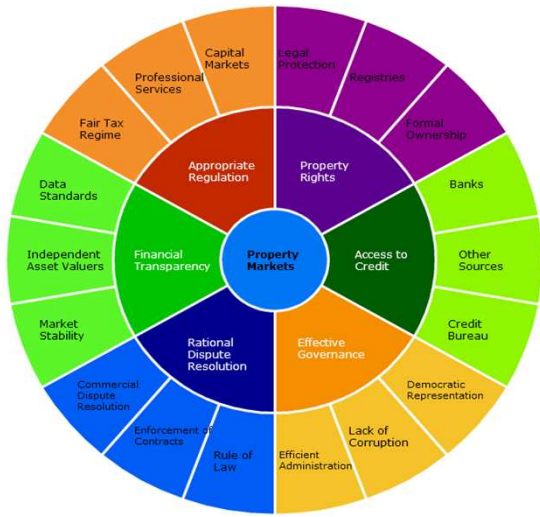 Capital
Markets
Legal
Protection
Professional
Services
Registries
Fair Tax
Regime
Formal
Ownership
Appropriate
Regulation
Property
Rights
Data
Standards
Banks
Independent
Asset Valuers
Financial
Transparency
Property
Markets
Access to
Credit
Other
Sources
Market
Stability
Credit
Bureau
Rational
Dispute
Resolution
Effective
Governance
Commercial
Dispute
Resolution
Democratic
Representation
Enforcement of
Contracts
Lack of
Corruption
Rule of
Law
Efficient
Administration